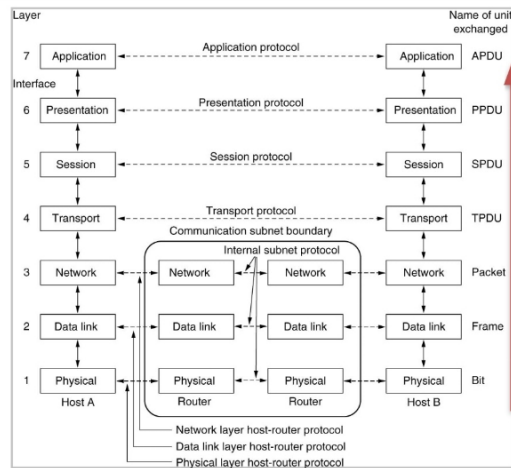 Layer
Name of unit
exchanged
Application protocol
7 Application Application APDU
Interface
Presentation protocol
6 Presentation Presentation PPDU
Session protocol
5 Session Session SPDU
Transport protocol
4 Transport Transport TPDU
Communication subnet boundary
Internal subnet protocol
3 Network Network Network Network Packet
2 Data link Data link Data link Data link Frame
1 Physical Physical Physical Physical Bit
Host A Router Router Host B
Network layer host-router protocol
Data link layer host-router protocol
Physical layer host-router protocol